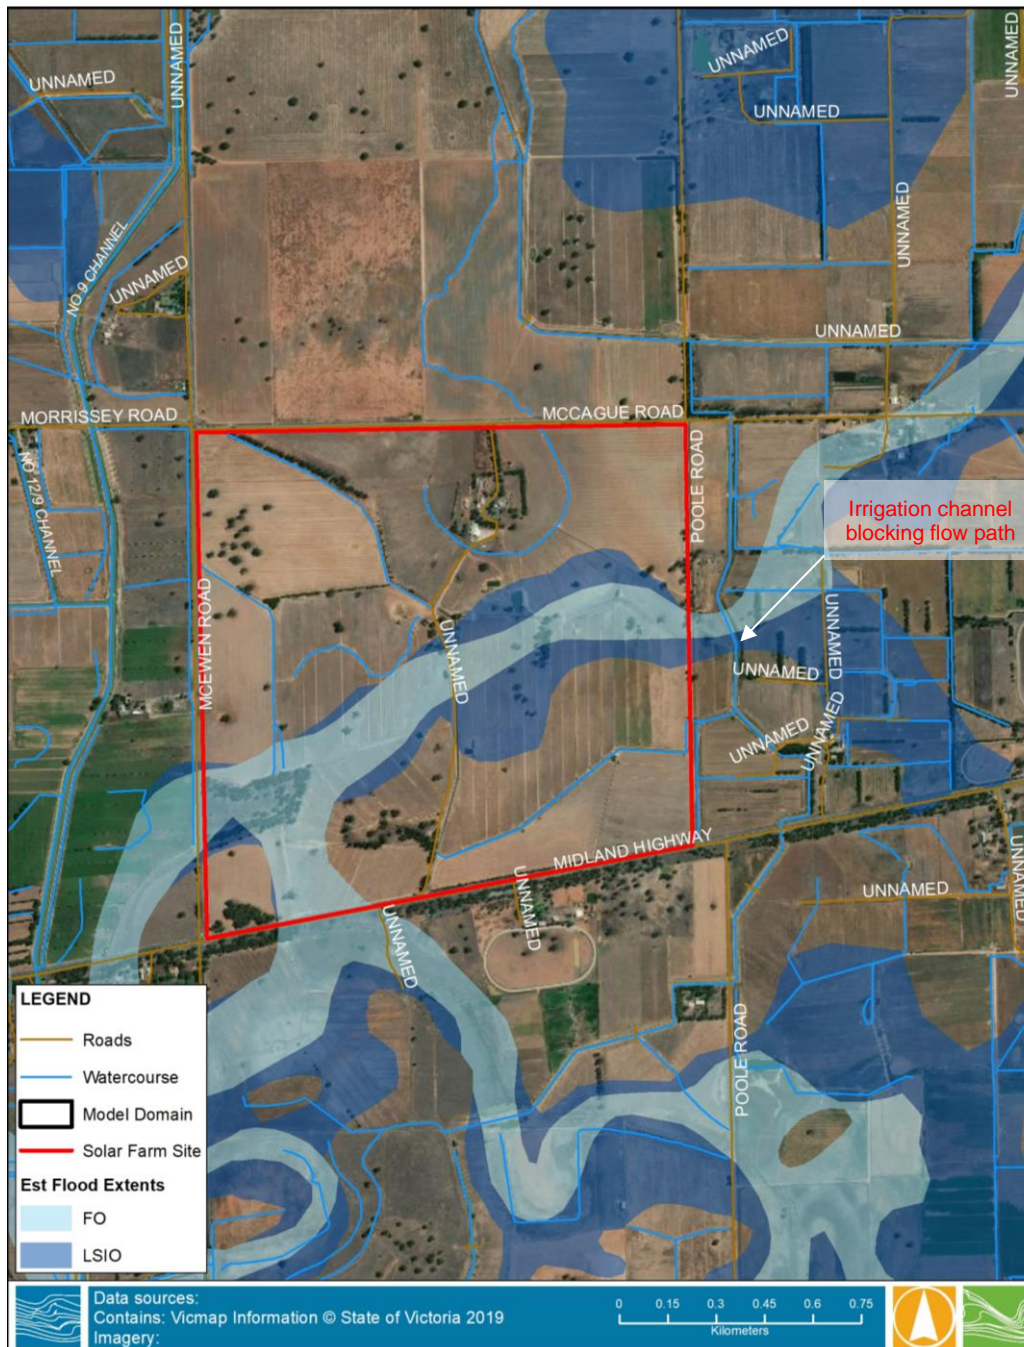 UNNAMED
UNNAMED
UNNAMED
UNNAMED
UNNAMED
UNNAMED
NO 9 CHANNEL
UNNAMED
UNNAMED
MORRISSEY ROAD
MCCAGUE ROAD
NO 12/9 CHANNEL
POOLE ROAD
Irrigation channel
blocking flow path
MCEWEN ROAD
UNNAMED
UNNAMED
UNNAMED
UNNAMED
UNNAMED
MIDLAND HIGHWAY
UNNAMED
UNNAMED
UNNAMED
UNNAMED
POOLE ROAD
LEGEND
Roads
Watercourse
Model Domain
Solar Farm Site
Est Flood Extents
FO
LSIO
Data sources:
Contains: Vicmap Information © State of Victoria 2019
Imagery:
0 0.15 0.3 0.45 0.6 0.75
Kilometers